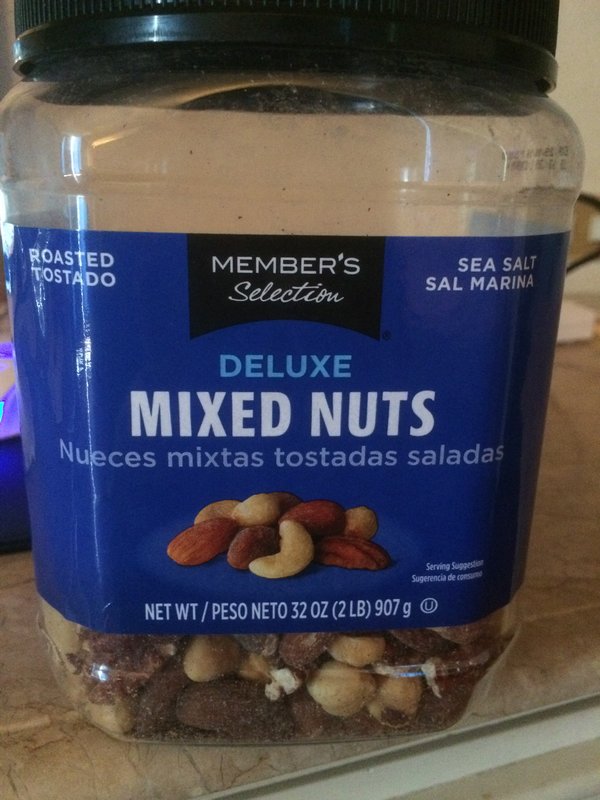 ROASTED
TOSTADO
MEMBER'S
Selection
®
SEA SALT
SAL MARINA
DELUXE
MIXED NUTS
Nueces mixtas tostadas saladas
Serving Suggestion
Sugerencia de consumo
NET WT / PESO NETO 32 OZ (2 LB) 907 g Ⓤ